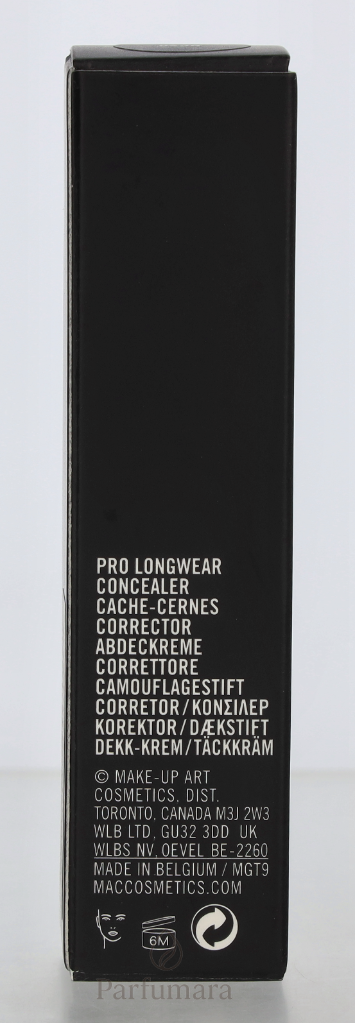 PRO LONGWEAR
CONCEALER
CACHE-CERNES
CORRECTOR
ABDECKREME
CORRETTORE
CAMOUFLAGESTIFT
CORRETOR/ΚΟΝΣΙΛΕΡ
KOREKTOR/DÆKSTIFT
DEKK-KREM/TÄCKKRÄM
© MAKE-UP ART
COSMETICS, DIST.
TORONTO, CANADA M3J 2W3
WLB LTD, GU32 3DD UK
WLBS NV, OEVEL BE-2260
MADE IN BELGIUM / MGT9
MACCOSMETICS.COM
6M
Parfumara